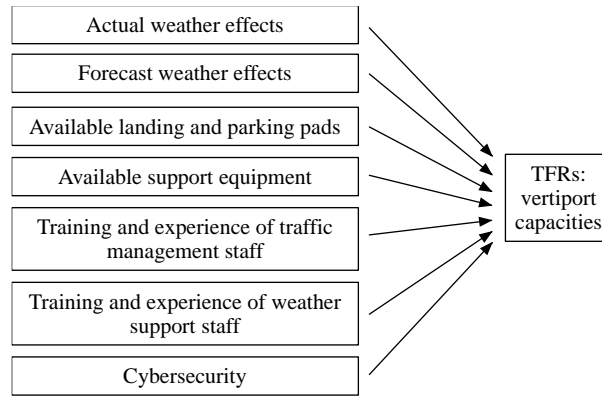 Actual weather effects
Forecast weather effects
Available landing and parking pads
Available support equipment
Training and experience of traffic
management staff
Training and experience of weather
support staff
Cybersecurity
TFRs:
vertiport
capacities